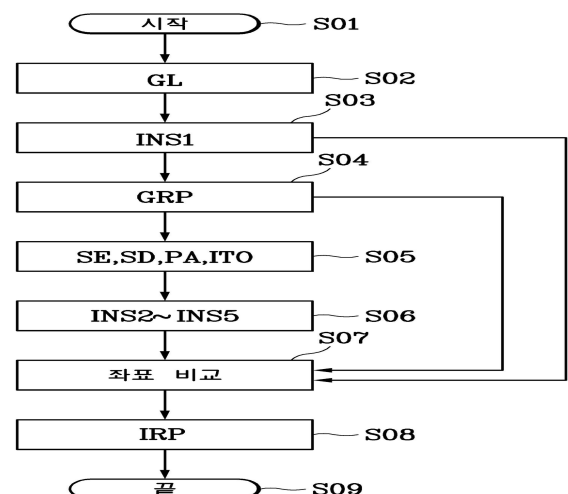 시작 S01
GL S02
S03
INS1
S04
GRP
SE,SD,PA,ITO S05
INS2~INS5 S06
S07
좌표 비교
IRP S08
끝 S09